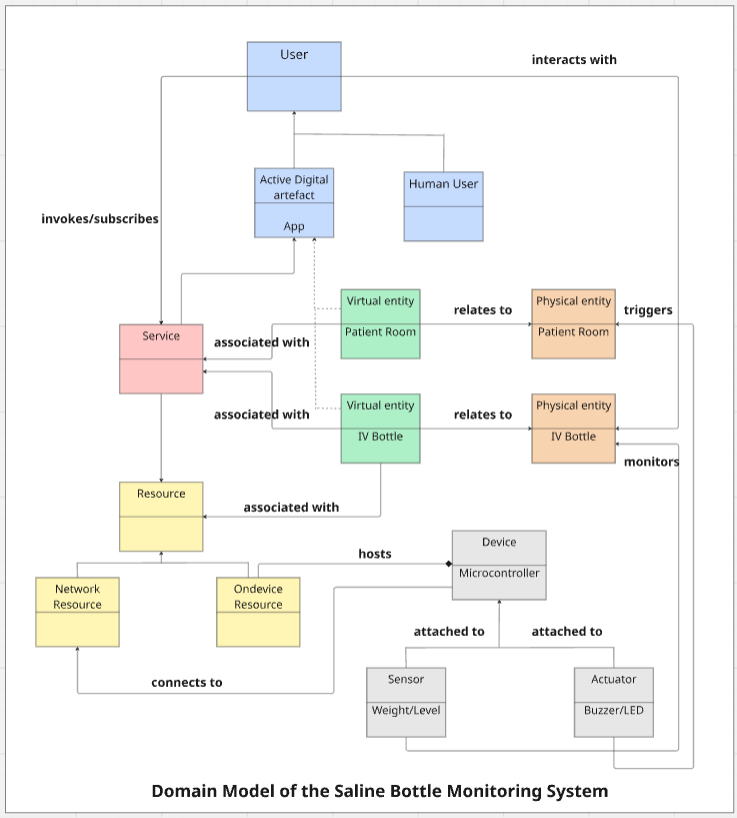 User
interacts with
Active Digital
artefact
App
Human User
invokes/subscribes
Virtual entity
Patient Room
relates to
Physical entity
Patient Room
triggers
Service
associated with
Virtual entity
IV Bottle
relates to
Physical entity
IV Bottle
associated with
monitors
Resource
associated with
Device
Microcontroller
hosts
Network
Resource
Ondevice
Resource
attached to
attached to
connects to
Sensor
Weight/Level
Actuator
Buzzer/LED
Domain Model of the Saline Bottle Monitoring System